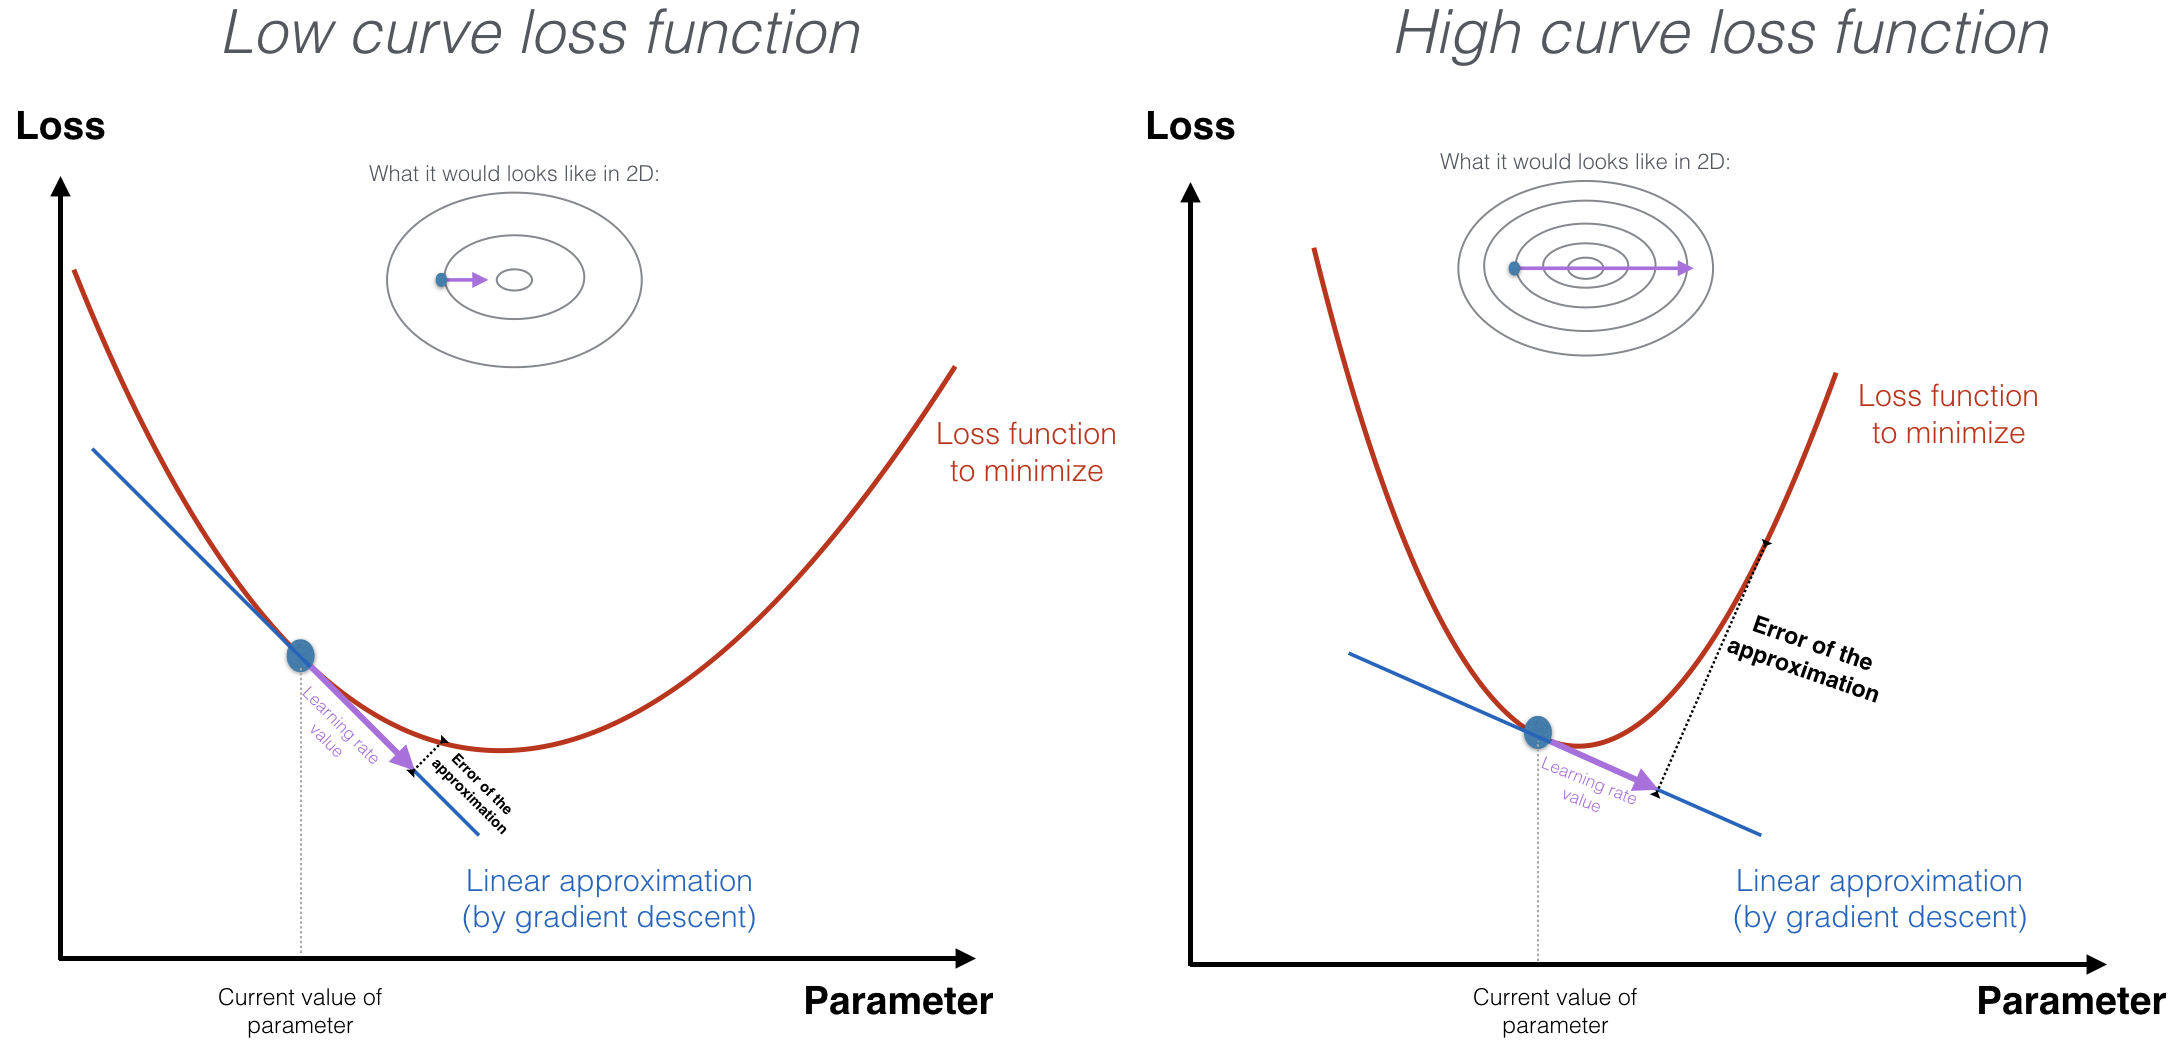 Low curve loss function
Loss
What it would looks like in 2D:
Loss function
to minimize
Learning rate
value
Error of the
approximation
Linear approximation
(by gradient descent)
Parameter
Current value of
parameter
High curve loss function
Loss
What it would looks like in 2D:
Loss function
to minimize
Error of the
approximation
Learning rate
value
Linear approximation
(by gradient descent)
Parameter
Current value of
parameter